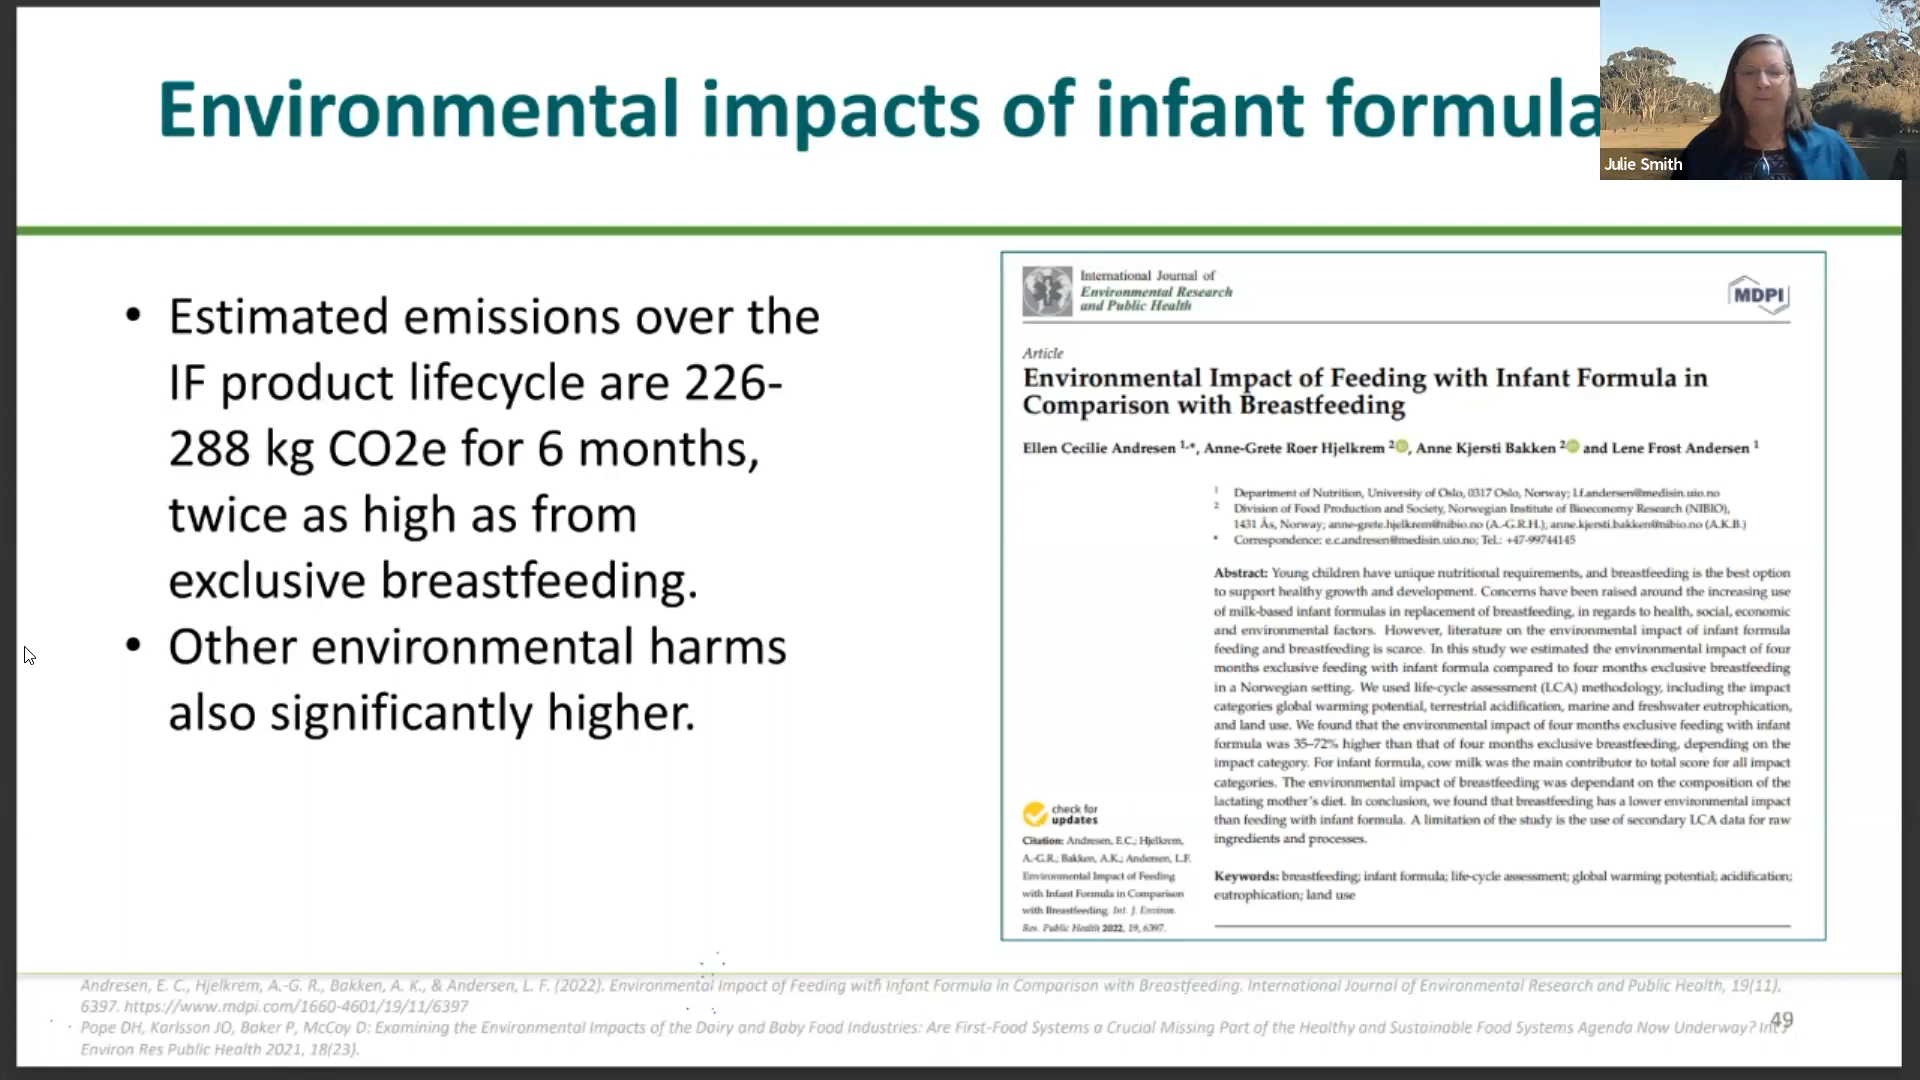 Environmental impacts of infant formula
Julie Smith
• Estimated emissions over the
IF product lifecycle are 226-
288 kg CO2e for 6 months,
twice as high as from
exclusive breastfeeding.
• Other environmental harms
also significantly higher.
International Journal of
Environmental Research
and Public Health
MDPI
Article
Environmental Impact of Feeding with Infant Formula in
Comparison with Breastfeeding
Ellen Cecilie Andresen 1,*, Anne-Grete Roer Hjelkrem 2, Anne Kjersti Bakken 2 and Lene Frost Andersen 1
1 Department of Nutrition, University of Oslo, 0317 Oslo, Norway; l.f.andersen@medisin.uio.no
2 Division of Food Production and Society, Norwegian Institute of Bioeconomy Research (NIBIO),
1431 Ås, Norway; anne-grete.hjelkrem@nibio.no (A.-G.R.H.); anne.kjersti.bakken@nibio.no (A.K.B.)
* Correspondence: e.c.andresen@medisin.uio.no; Tel.: +47-99744145
Abstract: Young children have unique nutritional requirements, and breastfeeding is the best option
to support healthy growth and development. Concerns have been raised around the increasing use
of milk-based infant formulas in replacement of breastfeeding, in regards to health, social, economic
and environmental factors. However, literature on the environmental impact of infant formula
feeding and breastfeeding is scarce. In this study we estimated the environmental impact of four
months exclusive feeding with infant formula compared to four months exclusive breastfeeding
in a Norwegian setting. We used life-cycle assessment (LCA) methodology, including the impact
categories global warming potential, terrestrial acidification, marine and freshwater eutrophication,
and land use. We found that the environmental impact of four months exclusive feeding with infant
formula was 35–72% higher than that of four months exclusive breastfeeding, depending on the
impact category. For infant formula, cow milk was the main contributor to total score for all impact
categories. The environmental impact of breastfeeding was dependant on the composition of the
lactating mother's diet. In conclusion, we found that breastfeeding has a lower environmental impact
than feeding with infant formula. A limitation of the study is the use of secondary LCA data for raw
ingredients and processes.
Keywords: breastfeeding; infant formula; life-cycle assessment; global warming potential; acidification;
eutrophication; land use
check for
updates
Citation: Andresen, E.C.; Hjelkrem,
A.-G.R.; Bakken, A.K.; Andersen, L.F.
Environmental Impact of Feeding
with Infant Formula in Comparison
with Breastfeeding. Int. J. Environ.
Res. Public Health 2022, 19, 6397.
Andresen, E. C., Hjelkrem, A.-G. R., Bakken, A. K., & Andersen, L. F. (2022). Environmental Impact of Feeding with Infant Formula in Comparison with Breastfeeding. International Journal of Environmental Research and Public Health, 19(11),
6397. https://www.mdpi.com/1660-4601/19/11/6397
Pope DH, Karlsson JO, Baker P, McCoy D: Examining the Environmental Impacts of the Dairy and Baby Food Industries: Are First-Food Systems a Crucial Missing Part of the Healthy and Sustainable Food Systems Agenda Now Underway? Int J
Environ Res Public Health 2021, 18(23).
49